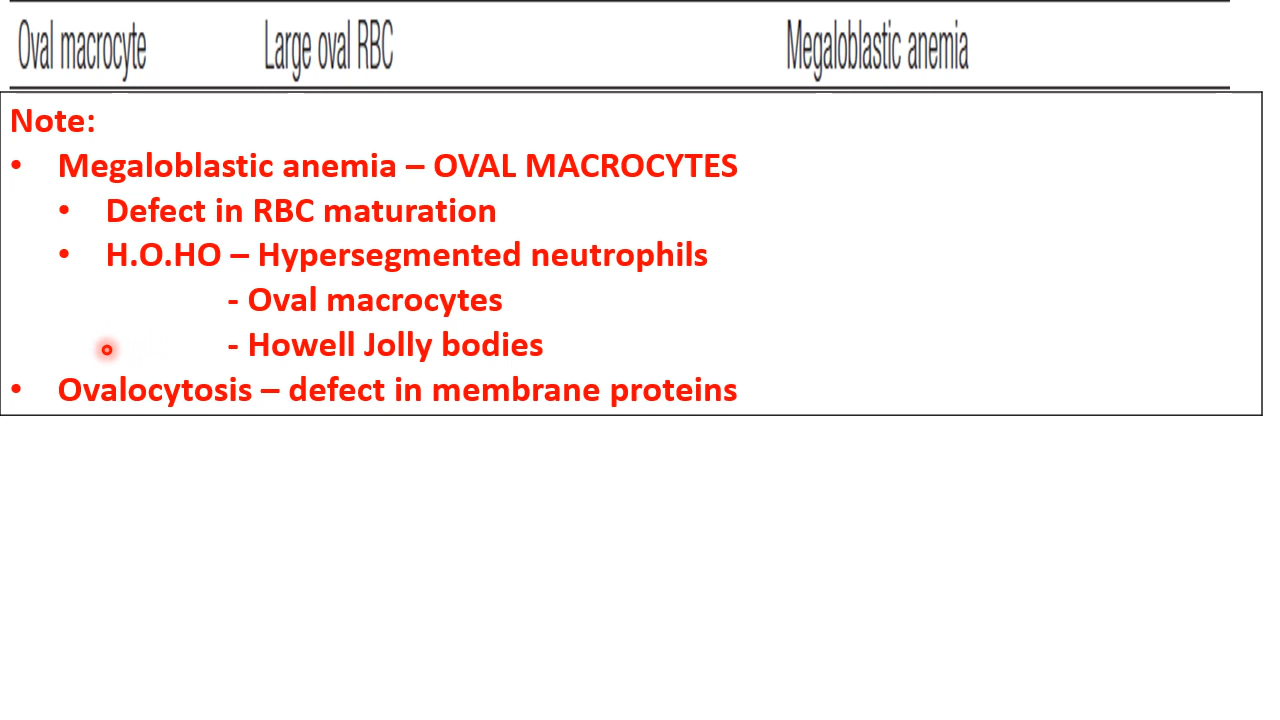 Oval macrocyte Large oval RBC Megaloblastic anemia
Note:
• Megaloblastic anemia – OVAL MACROCYTES
• Defect in RBC maturation
• H.O.HO – Hypersegmented neutrophils
- Oval macrocytes
- Howell Jolly bodies
• Ovalocytosis – defect in membrane proteins